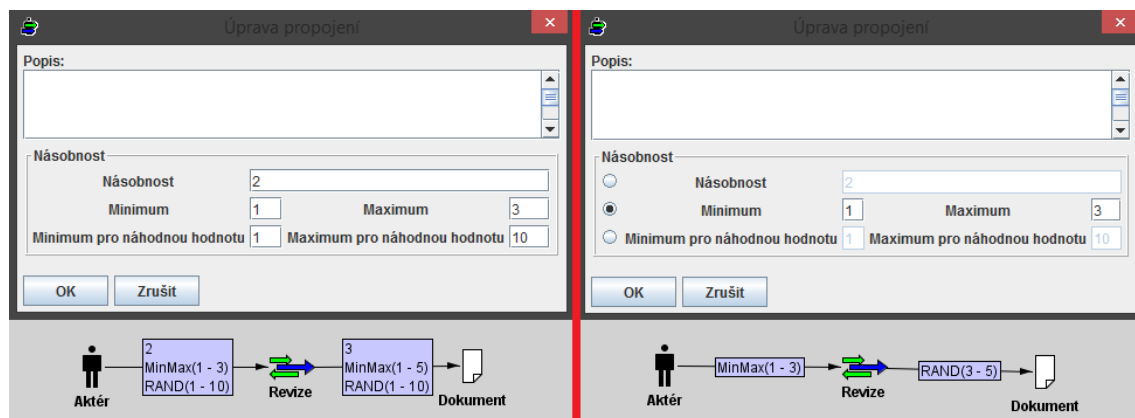 Úprava propojení
Popis:
Násobnost
Násobnost 2
Minimum 1 Maximum 3
Minimum pro náhodnou hodnotu 1 Maximum pro náhodnou hodnotu 10
OK Zrušit
2
MinMax(1 - 3)
RAND(1 - 10)
3
MinMax(1 - 5)
RAND(1 - 10)
Aktér
Revize
Dokument
Úprava propojení
Popis:
Násobnost
Násobnost 2
Minimum 1 Maximum 3
Minimum pro náhodnou hodnotu 1 Maximum pro náhodnou hodnotu 10
OK Zrušit
MinMax(1 - 3)
RAND(3 - 5)
Aktér
Revize
Dokument